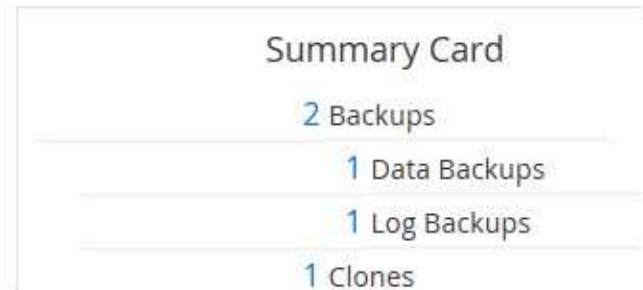 Summary Card
2 Backups
1 Data Backups
1 Log Backups
1 Clones